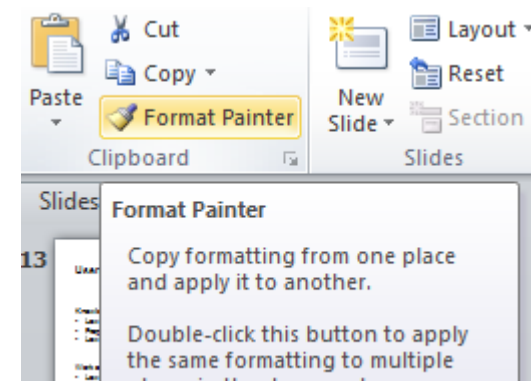 Cut
Copy
Format Painter
Paste
Clipboard
New
Slide
Layout
Reset
Section
Slides
Slides
13
Format Painter
Copy formatting from one place
and apply it to another.
Double-click this button to apply
the same formatting to multiple